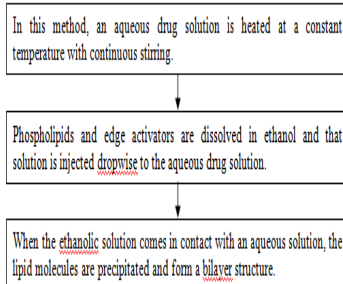 In this method, an aqueous drug solution is heated at a constant
temperature with continuous stirring.
Phospholipids and edge activators are dissolved in ethanol and that
solution is injected dropwise to the aqueous drug solution.
When the ethanolic solution comes in contact with an aqueous solution, the
lipid molecules are precipitated and form a bilayer structure.